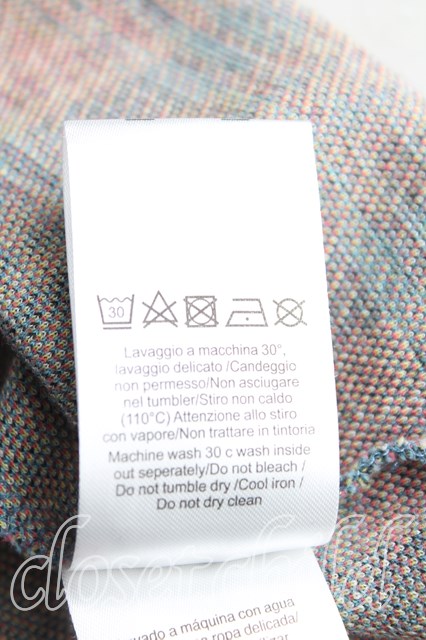 30
Lavaggio a macchina 30°,
lavaggio delicato /Candeggio
non permesso/Non asciugare
nel tumbler/Stiro non caldo
(110°C) Attenzione allo stiro
con vapore/Non trattare in tintoria
Machine wash 30 c wash inside
out seperately/Do not bleach /
Do not tumble dry /Cool iron /
Do not dry clean
a máquina con agua
ropa delicada/